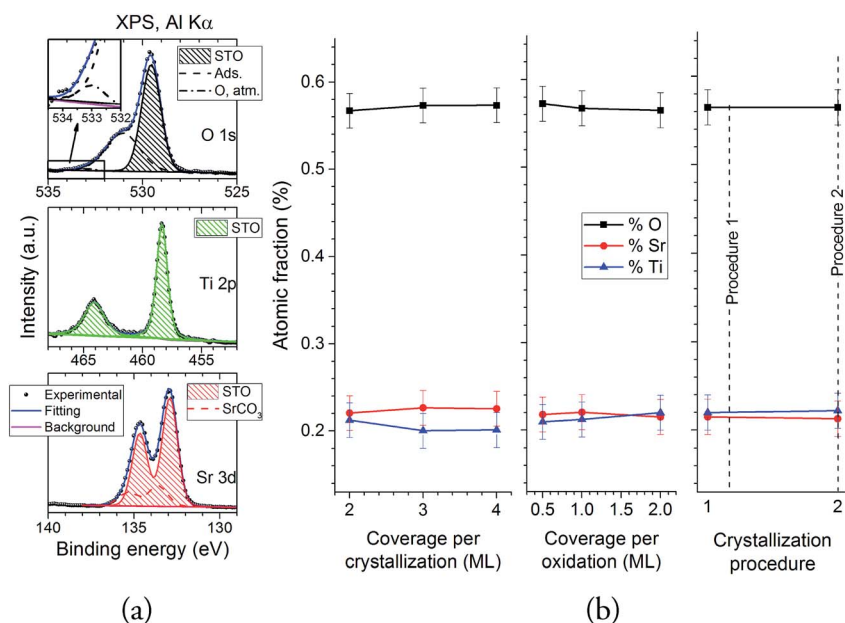 XPS, Al Kα
STO
Ads.
O, atm.
534 533 532
O 1s
535 530 525
STO
Ti 2p
465 460 455
Experimental
Fitting
Background
STO
SrCO₃
Sr 3d
140 135 130
Intensity (a.u.)
Binding energy (eV)
(a)
Atomic fraction (%)
0.6
0.5
0.4
0.3
0.2
2 3 4
Coverage per
crystallization (ML)
% O
% Sr
% Ti
0.5 1.0 1.5 2.0
Coverage per
oxidation (ML)
Procedure 1
Procedure 2
1 2
Crystallization
procedure
(b)